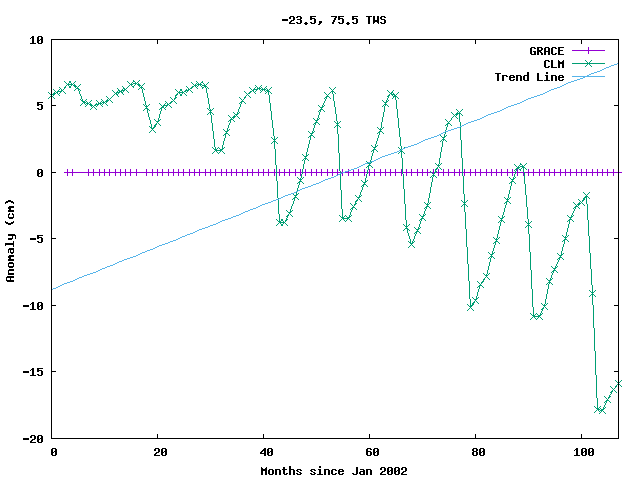 -23.5, 75.5 TWS
GRACE
CLM
Trend Line
10
5
0
-5
-10
-15
-20
Anomaly (cm)
0 20 40 60 80 100
Months since Jan 2002